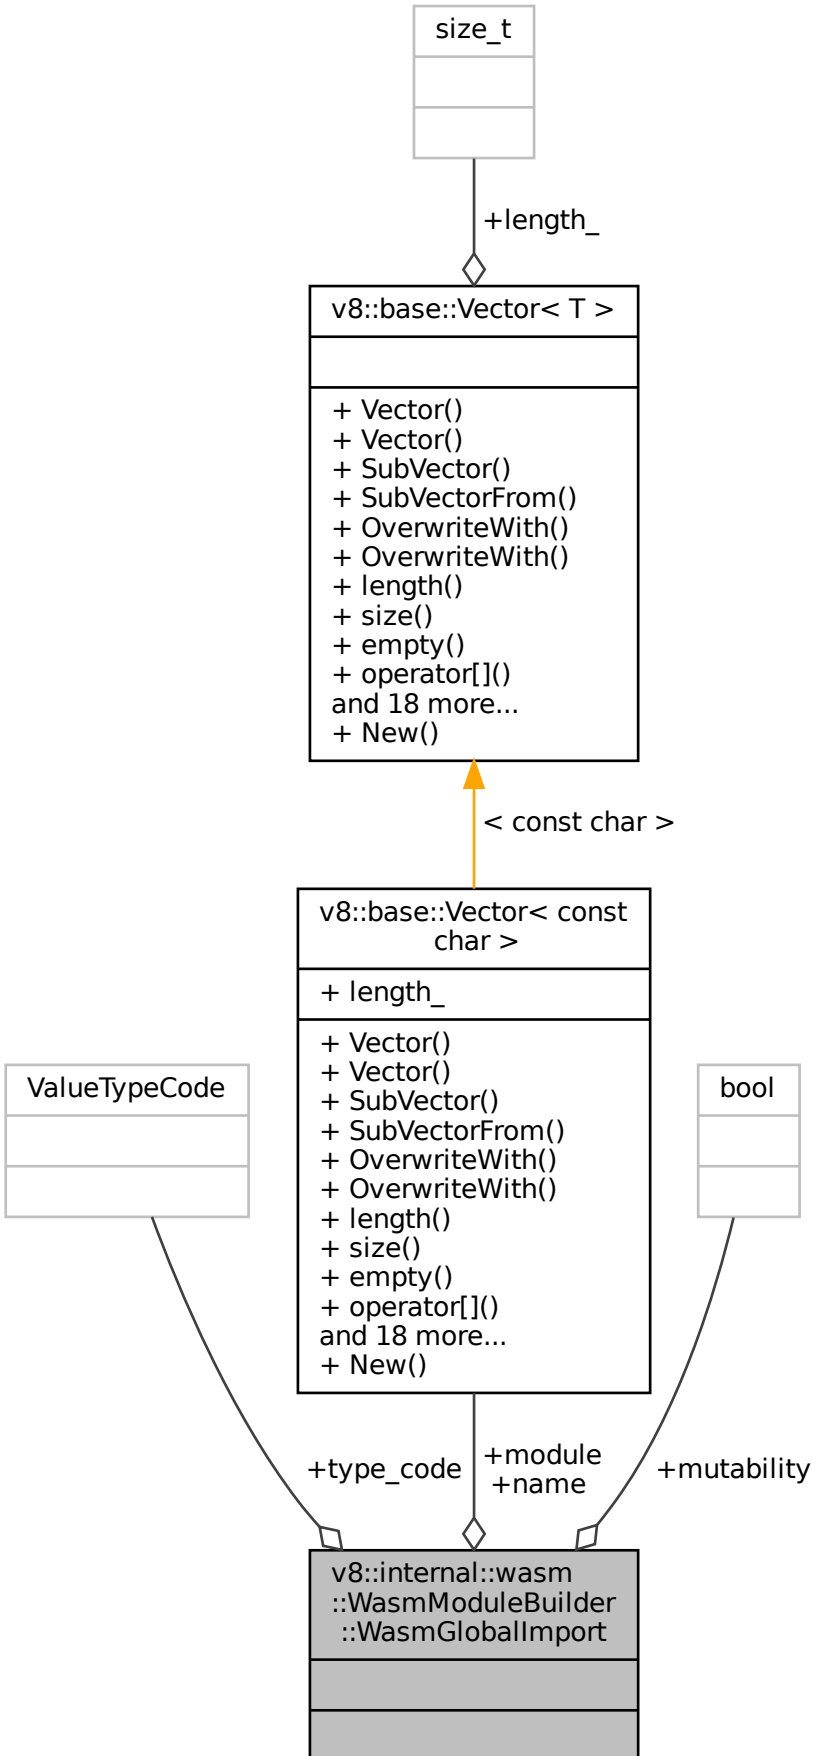 size_t
+length_
v8::base::Vector< T >
+ Vector()
+ Vector()
+ SubVector()
+ SubVectorFrom()
+ OverwriteWith()
+ OverwriteWith()
+ length()
+ size()
+ empty()
+ operator[]()
and 18 more...
+ New()
< const char >
v8::base::Vector< const
char >
+ length_
+ Vector()
+ Vector()
+ SubVector()
+ SubVectorFrom()
+ OverwriteWith()
+ OverwriteWith()
+ length()
+ size()
+ empty()
+ operator[]()
and 18 more...
+ New()
ValueTypeCode
bool
+type_code
+module
+name
+mutability
v8::internal::wasm
::WasmModuleBuilder
::WasmGlobalImport